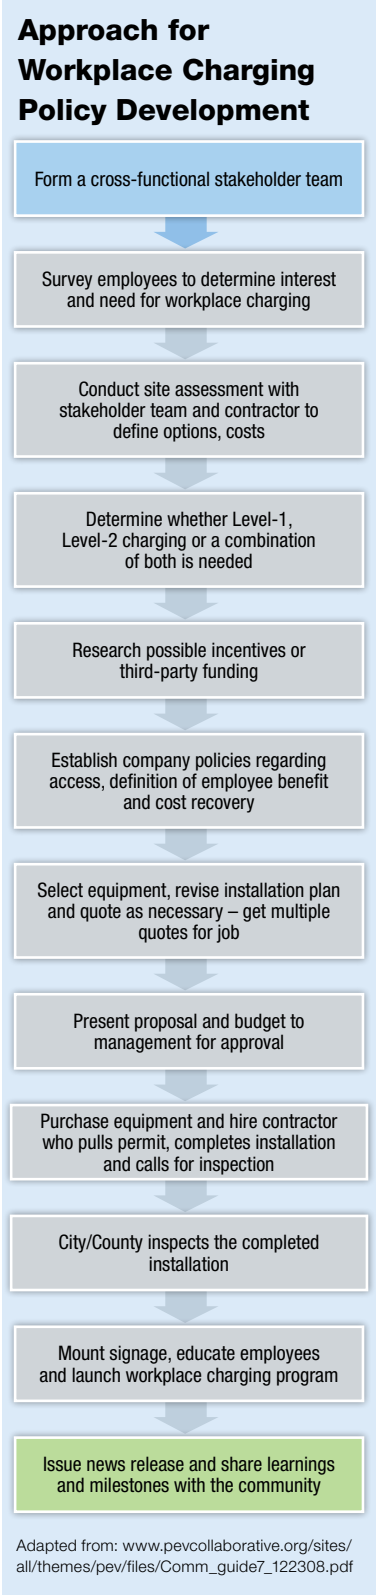 Approach for
Workplace Charging
Policy Development
Form a cross-functional stakeholder team
Survey employees to determine interest
and need for workplace charging
Conduct site assessment with
stakeholder team and contractor to
define options, costs
Determine whether Level-1,
Level-2 charging or a combination
of both is needed
Research possible incentives or
third-party funding
Establish company policies regarding
access, definition of employee benefit
and cost recovery
Select equipment, revise installation plan
and quote as necessary – get multiple
quotes for job
Present proposal and budget to
management for approval
Purchase equipment and hire contractor
who pulls permit, completes installation
and calls for inspection
City/County inspects the completed
installation
Mount signage, educate employees
and launch workplace charging program
Issue news release and share learnings
and milestones with the community
Adapted from: www.pevcollaborative.org/sites/
all/themes/pev/files/Comm_guide7_122308.pdf